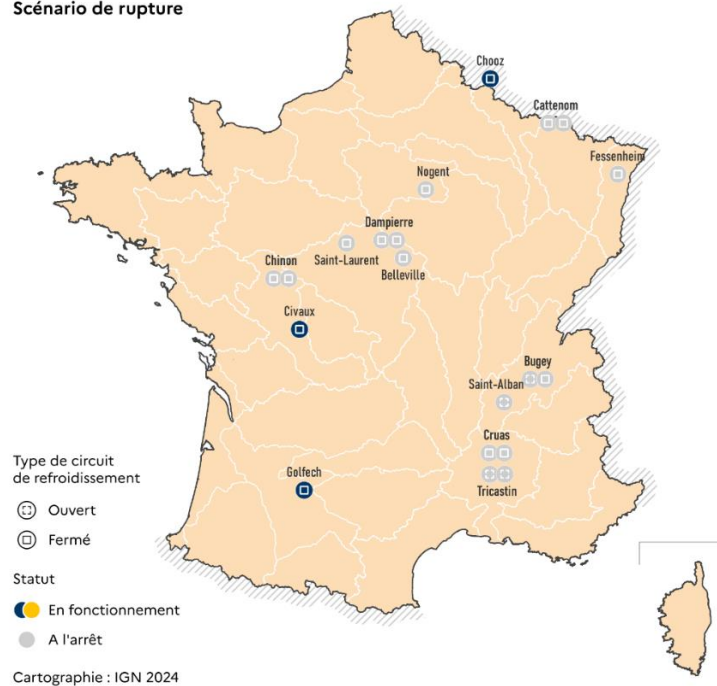 Scénario de rupture
Chooz
Cattenom
Fessenheim
Nogent
Dampierre
Saint-Laurent
Belleville
Chinon
Civaux
Bugey
Saint-Alban
Cruas
Tricastin
Golfech
Type de circuit
de refroidissement
Ouvert
Fermé
Statut
En fonctionnement
A l'arrêt
Cartographie : IGN 2024